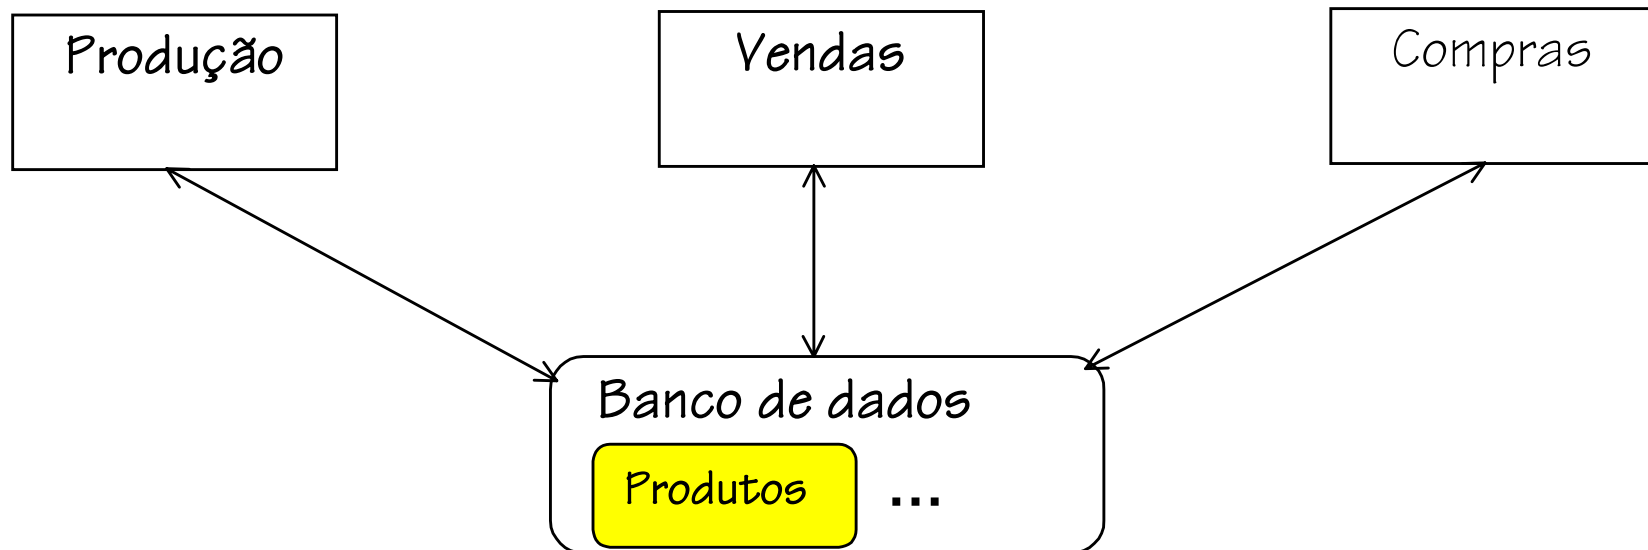 Produção
Vendas
Compras
Banco de dados
Produtos ...